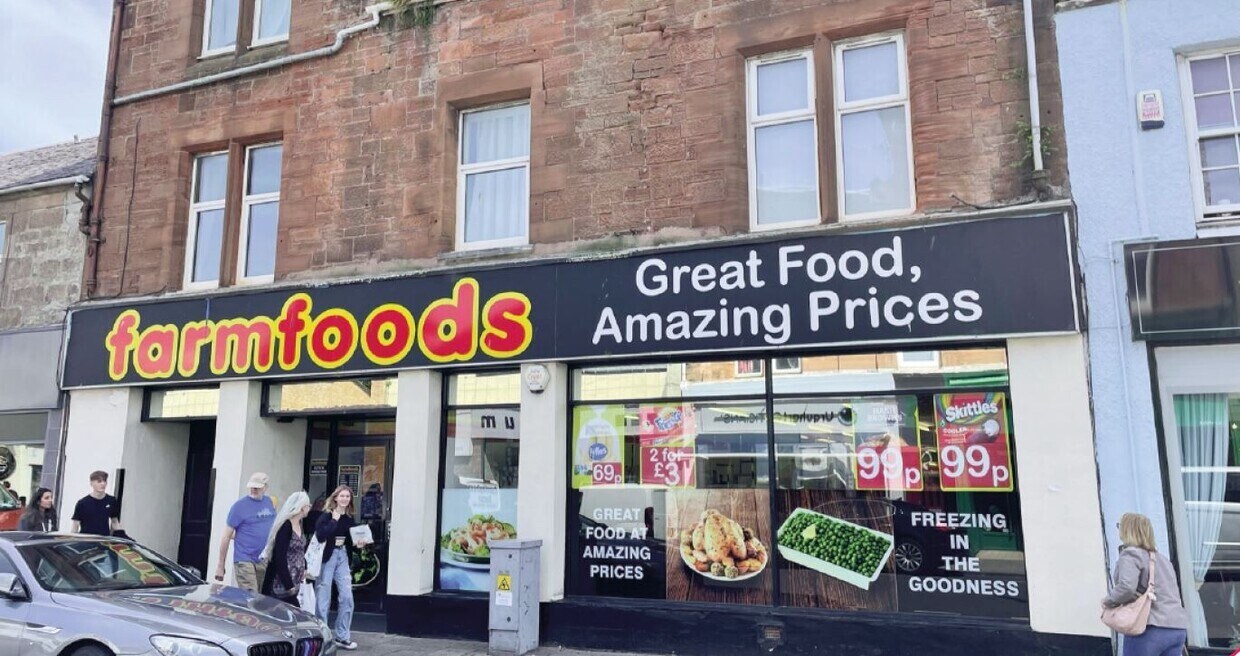 farmfoods
Great Food,
Amazing Prices
69p
2 for
£3
99p
Skittles
99p
GREAT
FOOD AT
AMAZING
PRICES
FREEZING
IN
THE
GOODNESS